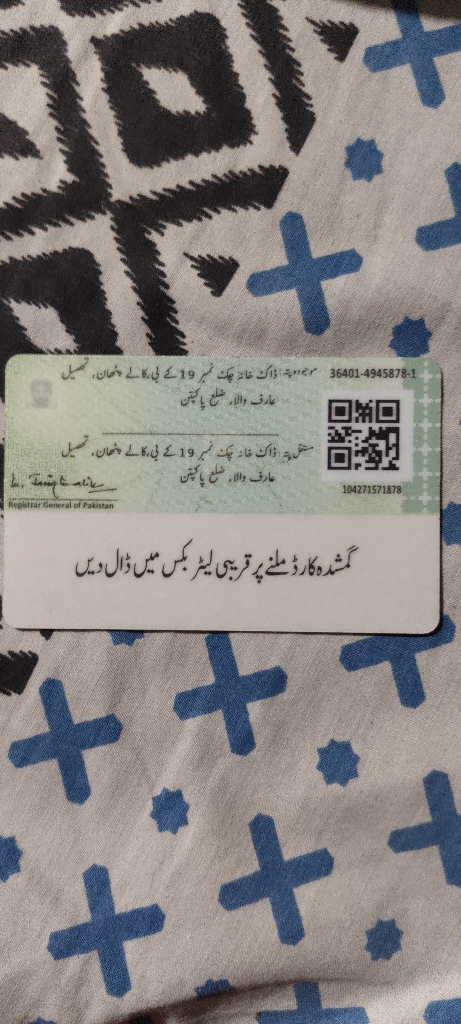 36401-4945878-1
موجودہ پتہ: ڈاک خانہ چک نمبر 19 کے بی، کالے پٹھان، تحصیل
عارف والا، ضلع پاکپتن
مستقل پتہ: ڈاک خانہ چک نمبر 19 کے بی، کالے پٹھان، تحصیل
عارف والا، ضلع پاکپتن
104271571878
Registrar General of Pakistan
گمشدہ کارڈ ملنے پر قریبی لیٹر بکس میں ڈال دیں